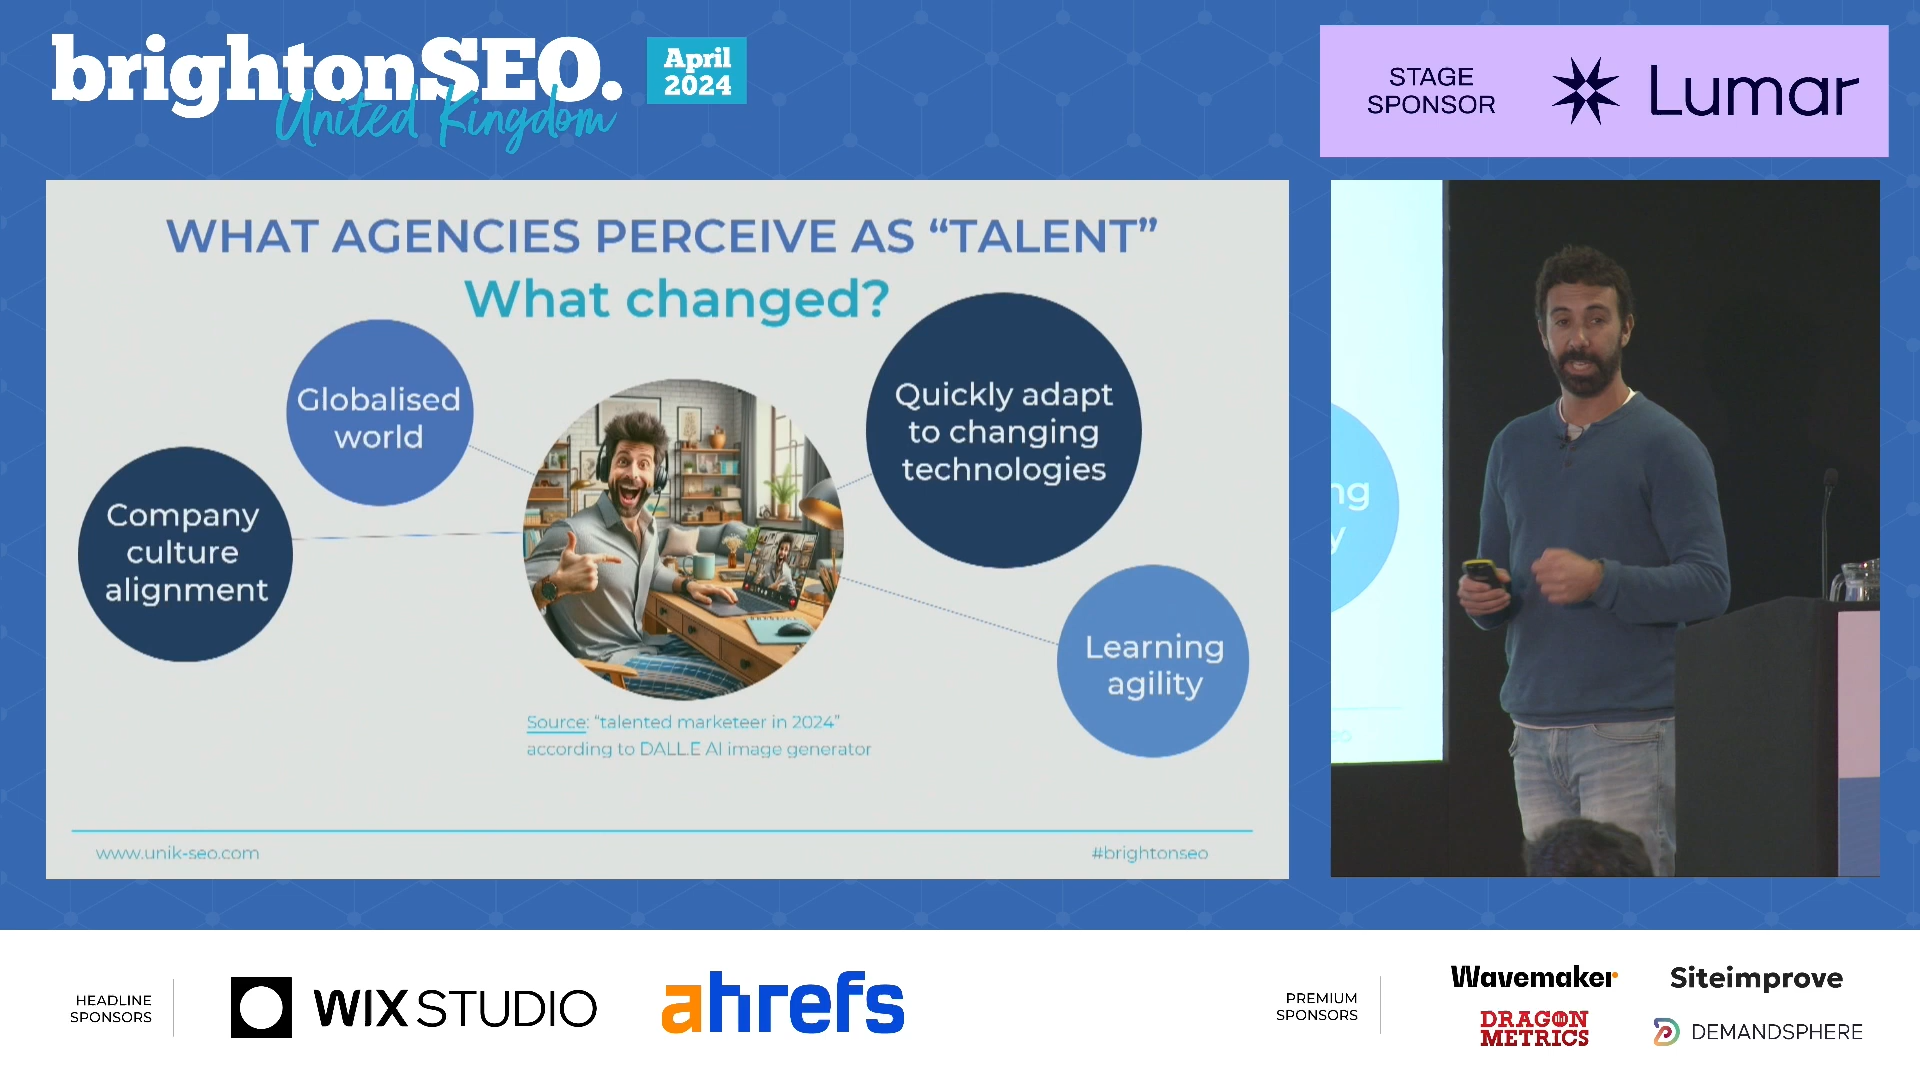 brightonSEO.
United Kingdom
April
2024
STAGE
SPONSOR
Lumar
WHAT AGENCIES PERCEIVE AS “TALENT”
What changed?
Globalised
world
Company
culture
alignment
Quickly adapt
to changing
technologies
Learning
agility
Source: “talented marketeer in 2024”
according to DALL.E AI image generator
www.unik-seo.com
#brightonseo
ng
y
HEADLINE
SPONSORS
WIX STUDIO
ahrefs
PREMIUM
SPONSORS
Wavemaker
Siteimprove
DRAGON
METRICS
DEMANDSPHERE